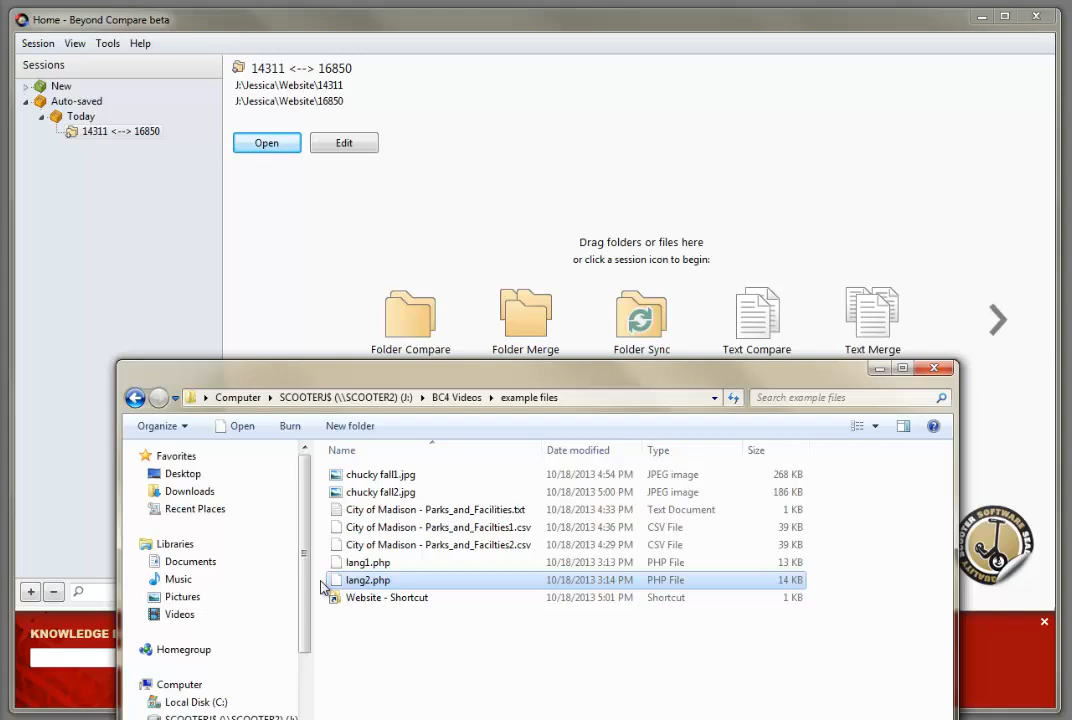 Home - Beyond Compare beta
Session View Tools Help
Sessions
New
Auto-saved
Today
14311 <--> 16850
14311 <--> 16850
J:\Jessica\Website\14311
J:\Jessica\Website\16850
Open Edit
Drag folders or files here
or click a session icon to begin:
Folder Compare Folder Merge Folder Sync Text Compare Text Merge
Computer SCOOTERJ$ (\\SCOOTER2) (J:) BC4 Videos example files
Search example files
Organize Open Burn New folder
Favorites
Desktop
Downloads
Recent Places
Libraries
Documents
Music
Pictures
Videos
Homegroup
Computer
Local Disk (C:)
SCOOTERJ$ (\\SCOOTER2) (J:)
Name Date modified Type Size
chucky fall1.jpg 10/18/2013 4:54 PM JPEG image 268 KB
chucky fall2.jpg 10/18/2013 5:00 PM JPEG image 186 KB
City of Madison - Parks_and_Facilities.txt 10/18/2013 4:33 PM Text Document 1 KB
City of Madison - Parks_and_Facilties1.csv 10/18/2013 4:36 PM CSV File 39 KB
City of Madison - Parks_and_Facilties2.csv 10/18/2013 4:29 PM CSV File 39 KB
lang1.php 10/18/2013 3:13 PM PHP File 13 KB
lang2.php 10/18/2013 3:14 PM PHP File 14 KB
Website - Shortcut 10/18/2013 5:01 PM Shortcut 1 KB
KNOWLEDGE
SCOOTER SOFTWARE SEAL
QUALITY